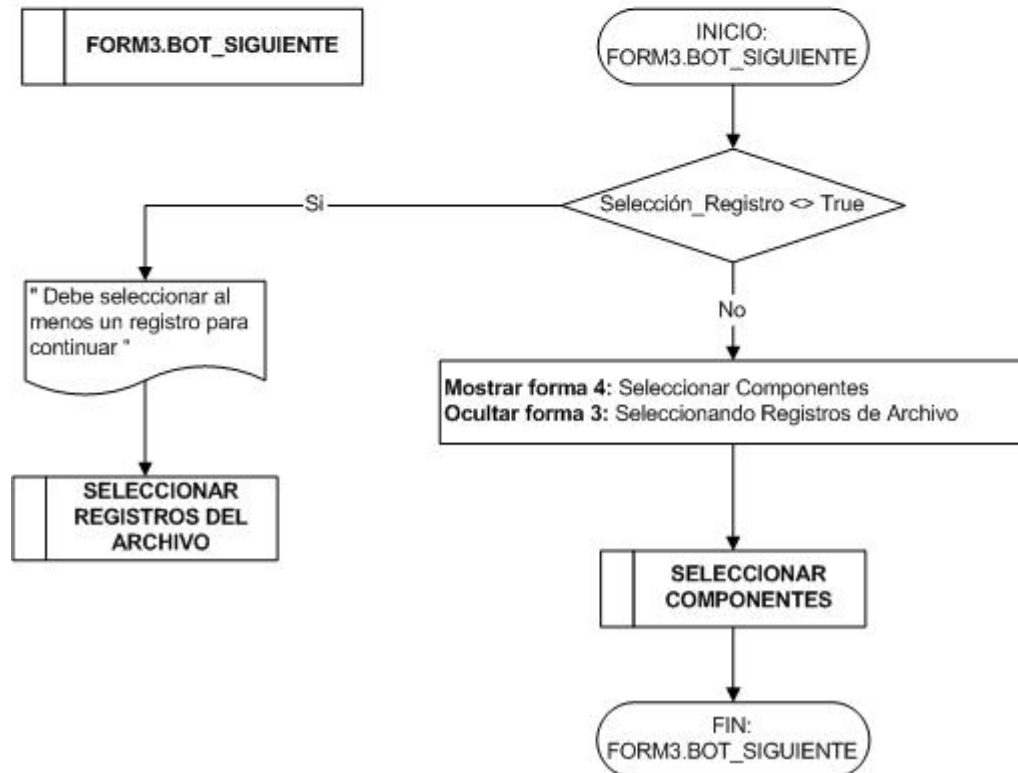 FORM3.BOT_SIGUIENTE
INICIO:
FORM3.BOT_SIGUIENTE
Selección_Registro <> True
Si
" Debe seleccionar al
menos un registro para
continuar "
SELECCIONAR
REGISTROS DEL
ARCHIVO
No
Mostrar forma 4: Seleccionar Componentes
Ocultar forma 3: Seleccionando Registros de Archivo
SELECCIONAR
COMPONENTES
FIN:
FORM3.BOT_SIGUIENTE